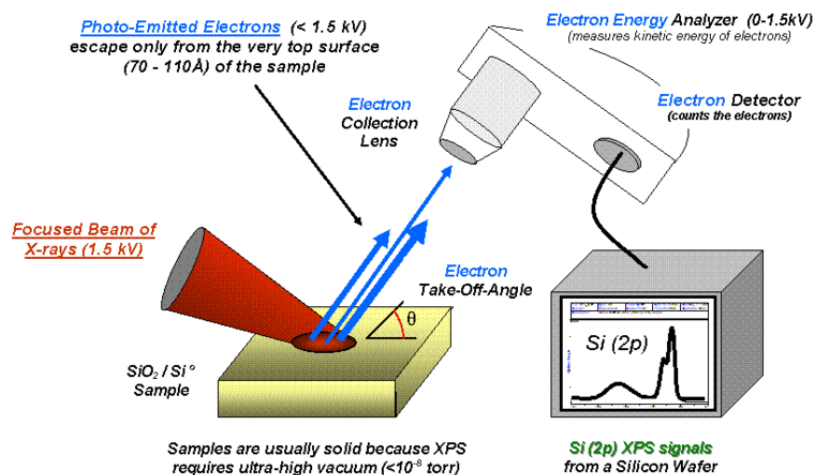 Photo-Emitted Electrons (< 1.5 kV)
escape only from the very top surface
(70 - 110Å) of the sample
Electron Energy Analyzer (0-1.5kV)
(measures kinetic energy of electrons)
Electron
Collection
Lens
Electron Detector
(counts the electrons)
Focused Beam of
X-rays (1.5 kV)
Electron
Take-Off-Angle
θ
SiO₂ / Si°
Sample
Si (2p)
Samples are usually solid because XPS
requires ultra-high vacuum (<10⁻⁸ torr)
Si (2p) XPS signals
from a Silicon Wafer